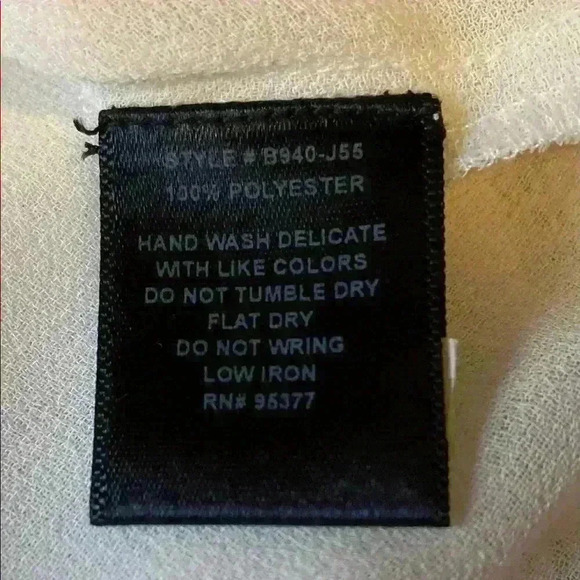 STYLE # B940-J55
100% POLYESTER
HAND WASH DELICATE
WITH LIKE COLORS
DO NOT TUMBLE DRY
FLAT DRY
DO NOT WRING
LOW IRON
RN# 95377